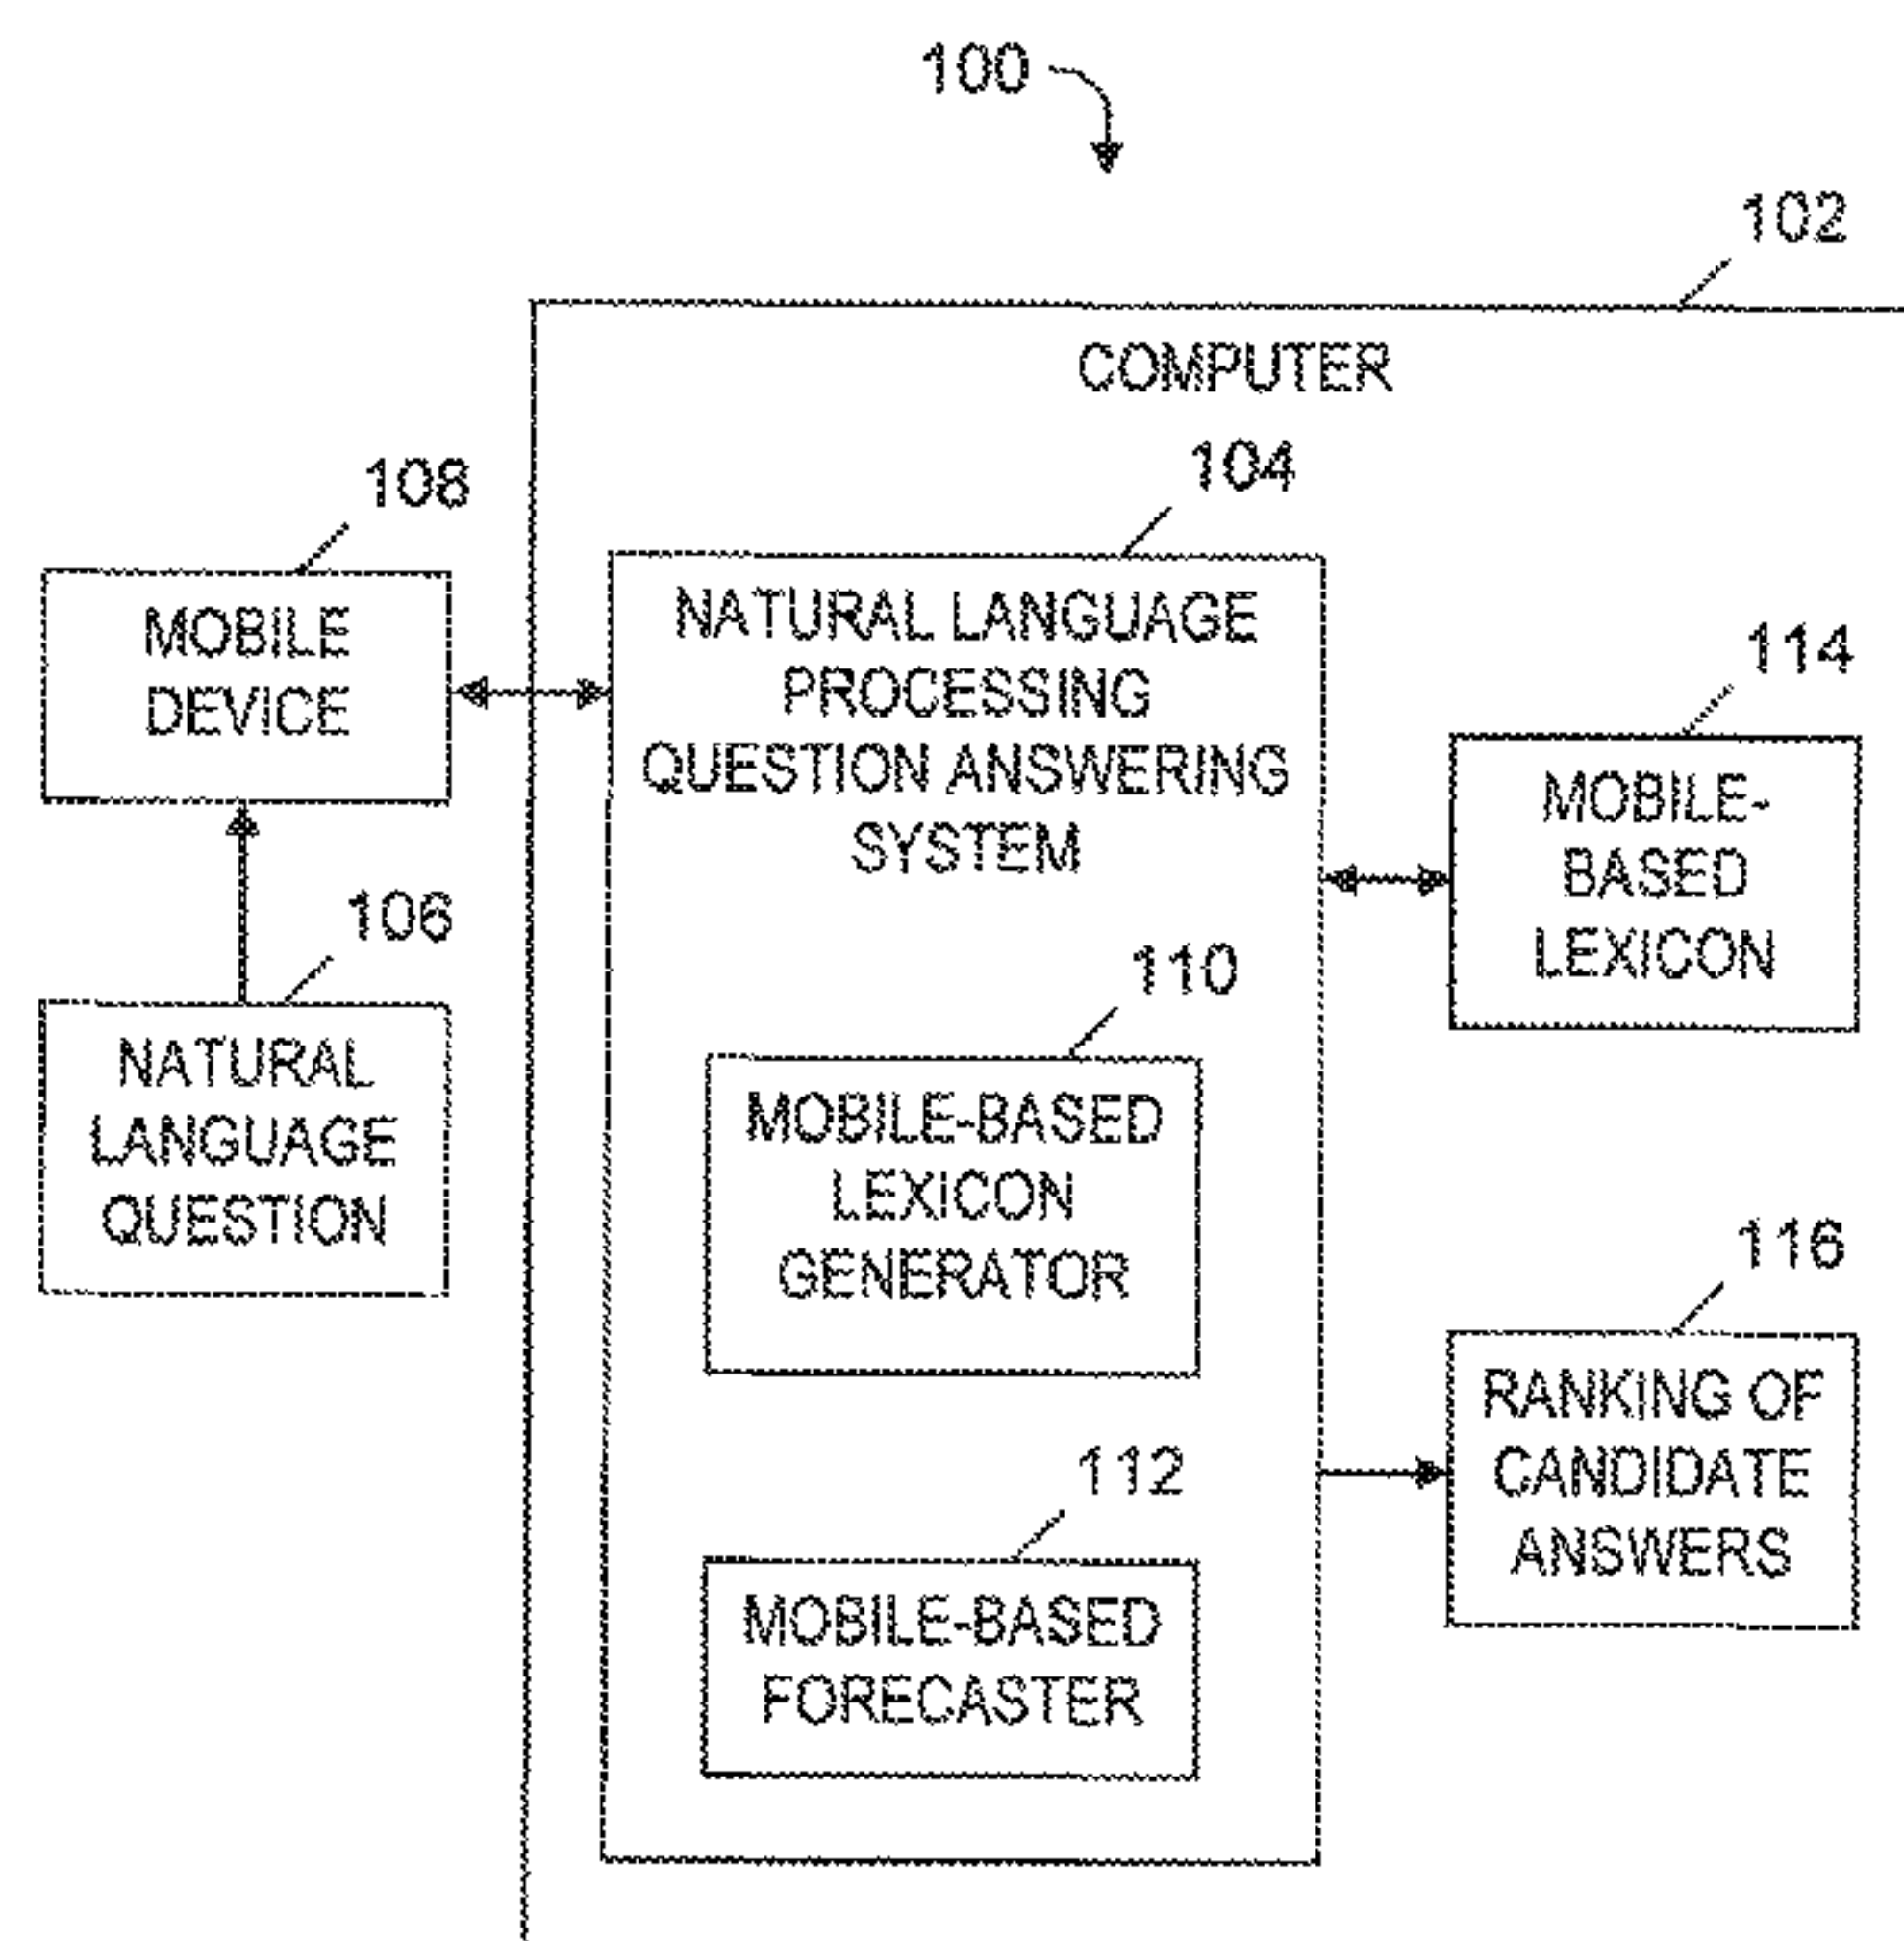 100
102
COMPUTER
108
MOBILE
DEVICE
106
NATURAL
LANGUAGE
QUESTION
104
NATURAL LANGUAGE
PROCESSING
QUESTION ANSWERING
SYSTEM
110
MOBILE-BASED
LEXICON
GENERATOR
112
MOBILE-BASED
FORECASTER
114
MOBILE-
BASED
LEXICON
116
RANKING OF
CANDIDATE
ANSWERS